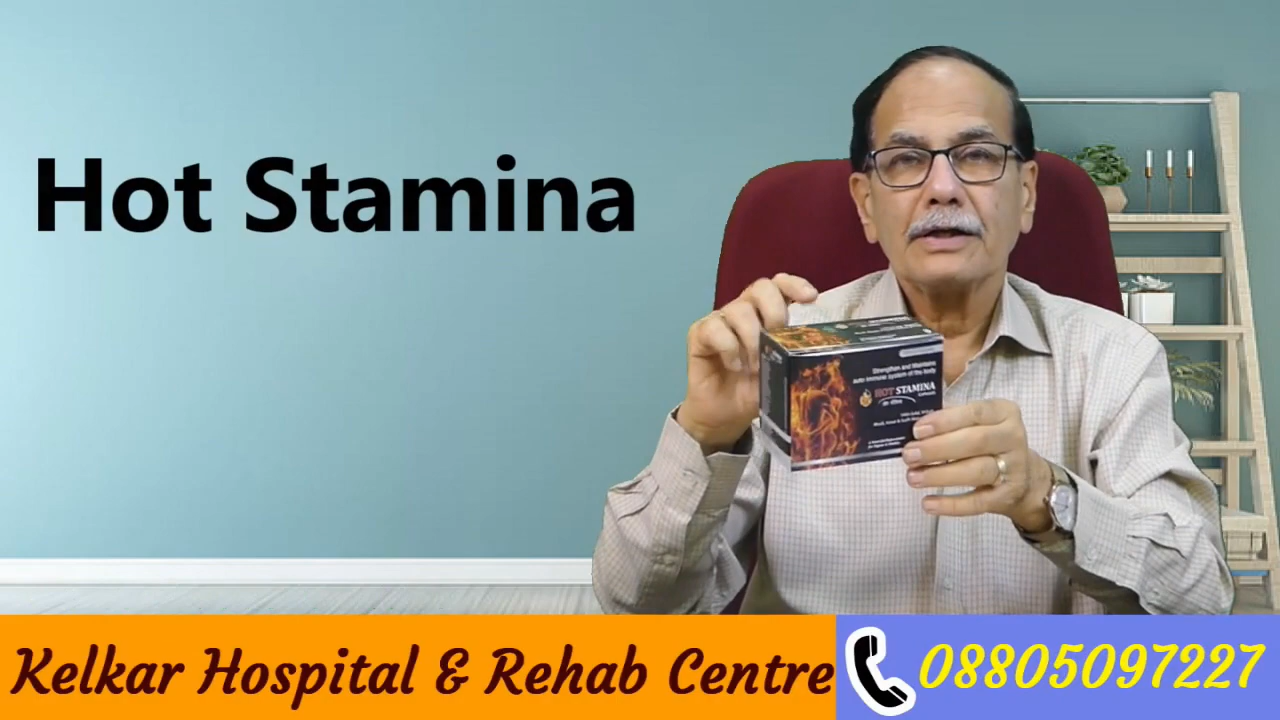 Hot Stamina
Strengthen and Maintains
auto immune system of the body
HOT STAMINA
Kelkar Hospital & Rehab Centre
08805097227